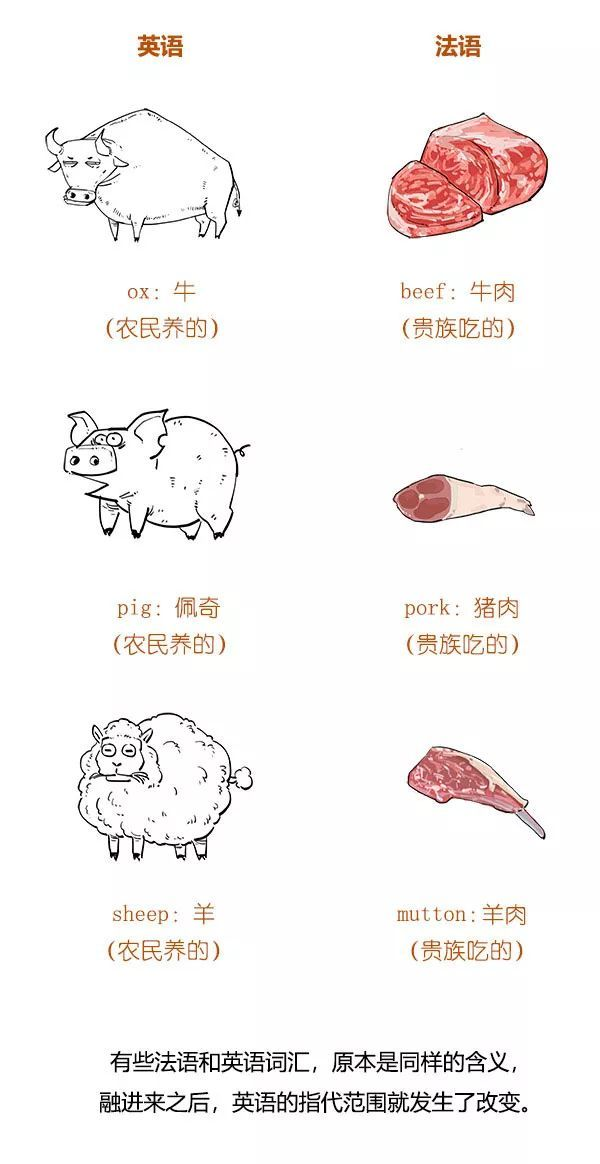 英语
法语
ox: 牛
(农民养的)
beef: 牛肉
(贵族吃的)
pig: 佩奇
(农民养的)
pork: 猪肉
(贵族吃的)
sheep: 羊
(农民养的)
mutton:羊肉
(贵族吃的)
有些法语和英语词汇，原本是同样的含义，
融进来之后，英语的指代范围就发生了改变。